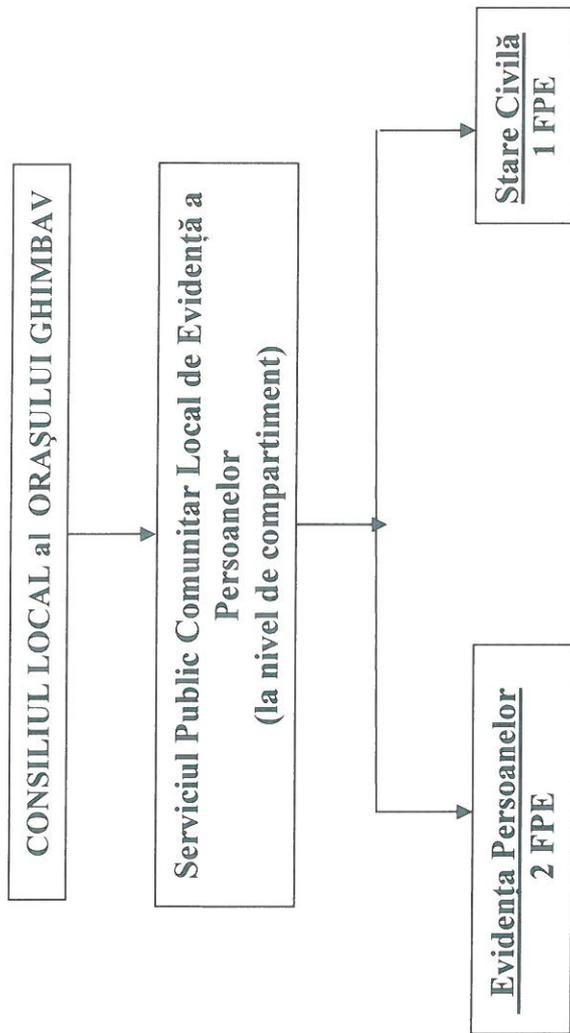 CONSILIUL LOCAL al ORAŞULUI GHIMBAV
Serviciul Public Comunitar Local de Evidență a
Persoanelor
(la nivel de compartiment)
Evidența Persoanelor
2 FPE
Stare Civilă
1 FPE